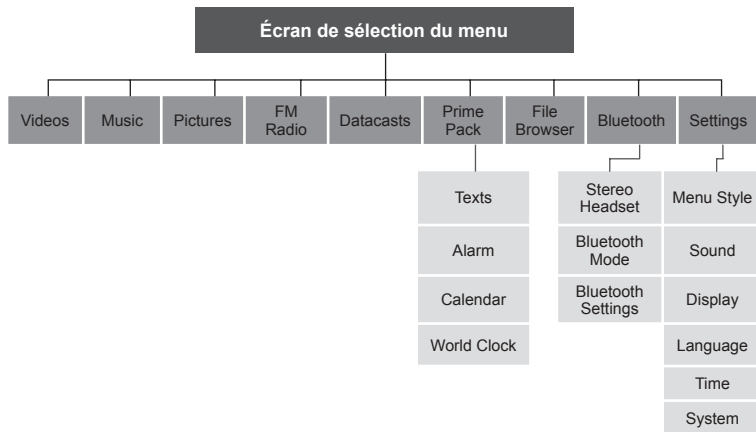 Écran de sélection du menu
Videos
Music
Pictures
FM
Radio
Datacasts
Prime
Pack
File
Browser
Bluetooth
Settings
Texts
Alarm
Calendar
World Clock
Stereo
Headset
Bluetooth
Mode
Bluetooth
Settings
Menu Style
Sound
Display
Language
Time
System